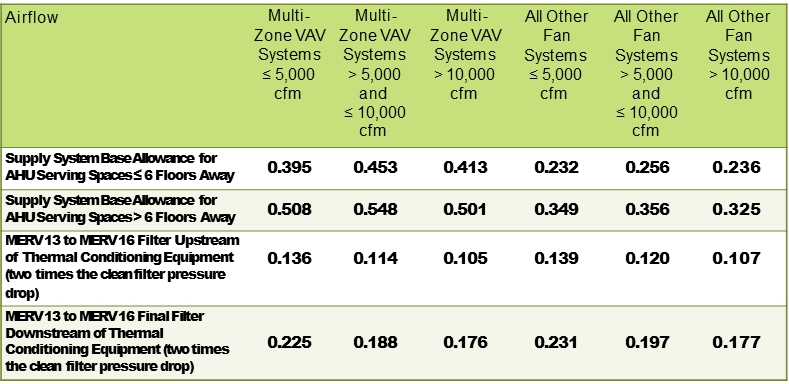 Airflow
Multi-
Zone VAV
Systems
≤ 5,000
cfm
Multi-
Zone VAV
Systems
> 5,000
and
≤ 10,000
cfm
Multi-
Zone VAV
Systems
> 10,000
cfm
All Other
Fan
Systems
≤ 5,000
cfm
All Other
Fan
Systems
> 5,000
and
≤ 10,000
cfm
All Other
Fan
Systems
> 10,000
cfm
Supply System Base Allowance for
AHU Serving Spaces ≤ 6 Floors Away
0.395 0.453 0.413 0.232 0.256 0.236
Supply System Base Allowance for
AHU Serving Spaces > 6 Floors Away
0.508 0.548 0.501 0.349 0.356 0.325
MERV 13 to MERV 16 Filter Upstream
of Thermal Conditioning Equipment
(two times the clean filter pressure
drop)
0.136 0.114 0.105 0.139 0.120 0.107
MERV 13 to MERV 16 Final Filter
Downstream of Thermal
Conditioning Equipment (two times
the clean filter pressure drop)
0.225 0.188 0.176 0.231 0.197 0.177